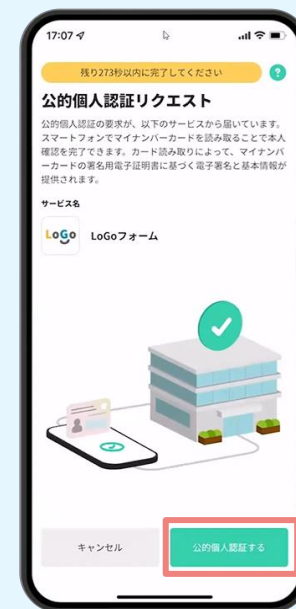 17:07
残り273秒以内に完了してください
?
公的個人認証リクエスト
公的個人認証の要求が、以下のサービスから届いています。
スマートフォンでマイナンバーカードを読み取ることで本人
確認を完了できます。カード読み取りによって、マイナンバ
ーカードの署名用電子証明書に基づく電子署名と基本情報が
提供されます。
サービス名
LoGo LoGoフォーム
キャンセル
公的個人認証する